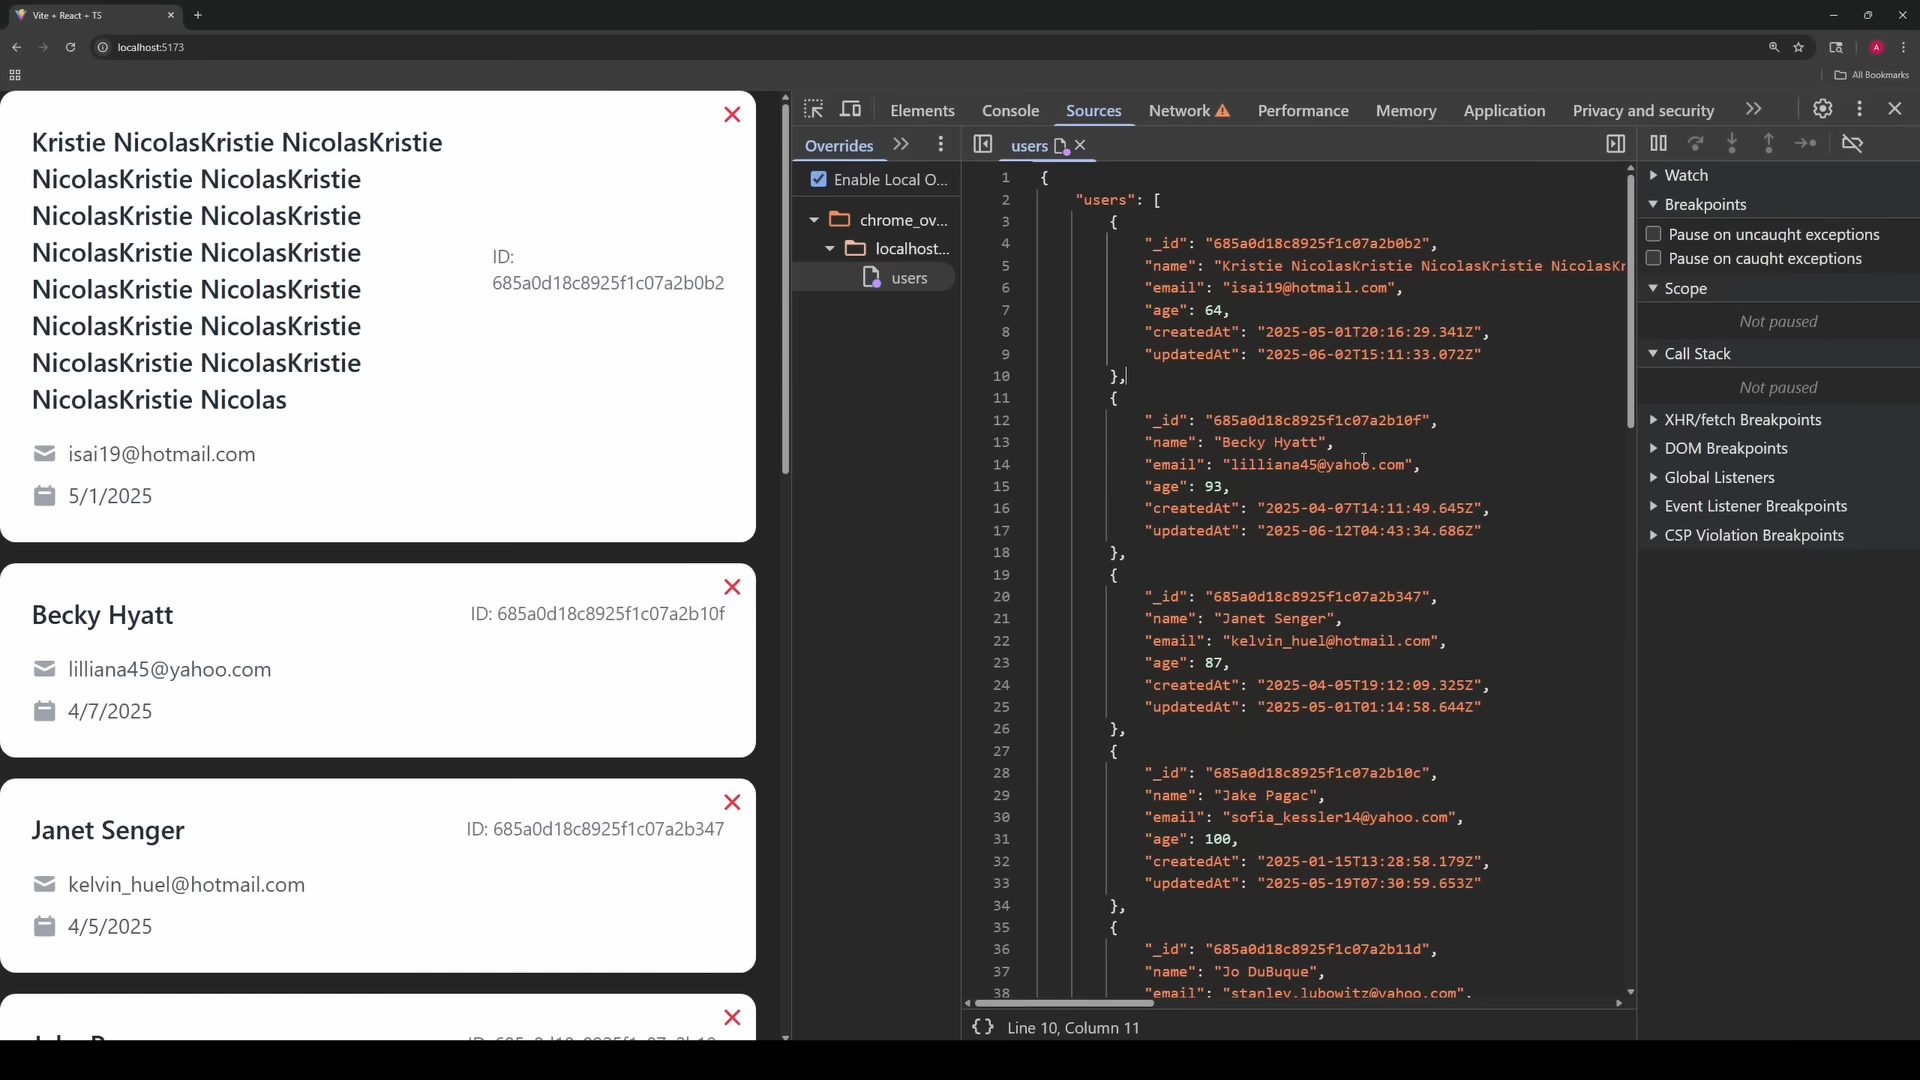 Vite + React + TS
localhost:5173
All Bookmarks
Kristie NicolasKristie NicolasKristie
NicolasKristie NicolasKristie
NicolasKristie NicolasKristie
NicolasKristie NicolasKristie
NicolasKristie NicolasKristie
NicolasKristie NicolasKristie
NicolasKristie NicolasKristie
NicolasKristie Nicolas
ID:
685a0d18c8925f1c07a2b0b2
isai19@hotmail.com
5/1/2025
Becky Hyatt
ID: 685a0d18c8925f1c07a2b10f
lilliana45@yahoo.com
4/7/2025
Janet Senger
ID: 685a0d18c8925f1c07a2b347
kelvin_huel@hotmail.com
4/5/2025
Elements Console Sources Network Performance Memory Application Privacy and security
Overrides
Enable Local O...
chrome_ov...
localhost...
users
users
1 {
2 "users": [
3 {
4 "_id": "685a0d18c8925f1c07a2b0b2",
5 "name": "Kristie NicolasKristie NicolasKristie NicolasKr
6 "email": "isai19@hotmail.com",
7 "age": 64,
8 "createdAt": "2025-05-01T20:16:29.341Z",
9 "updatedAt": "2025-06-02T15:11:33.072Z"
10 },
11 {
12 "_id": "685a0d18c8925f1c07a2b10f",
13 "name": "Becky Hyatt",
14 "email": "lilliana45@yahoo.com",
15 "age": 93,
16 "createdAt": "2025-04-07T14:11:49.645Z",
17 "updatedAt": "2025-06-12T04:43:34.686Z"
18 },
19 {
20 "_id": "685a0d18c8925f1c07a2b347",
21 "name": "Janet Senger",
22 "email": "kelvin_huel@hotmail.com",
23 "age": 87,
24 "createdAt": "2025-04-05T19:12:09.325Z",
25 "updatedAt": "2025-05-01T01:14:58.644Z"
26 },
27 {
28 "_id": "685a0d18c8925f1c07a2b10c",
29 "name": "Jake Pagac",
30 "email": "sofia_kessler14@yahoo.com",
31 "age": 100,
32 "createdAt": "2025-01-15T13:28:58.179Z",
33 "updatedAt": "2025-05-19T07:30:59.653Z"
34 },
35 {
36 "_id": "685a0d18c8925f1c07a2b11d",
37 "name": "Jo DuBuque",
38 "email": "stanley.lubowitz@yahoo.com",
{} Line 10, Column 11
Watch
Breakpoints
Pause on uncaught exceptions
Pause on caught exceptions
Scope
Not paused
Call Stack
Not paused
XHR/fetch Breakpoints
DOM Breakpoints
Global Listeners
Event Listener Breakpoints
CSP Violation Breakpoints
A